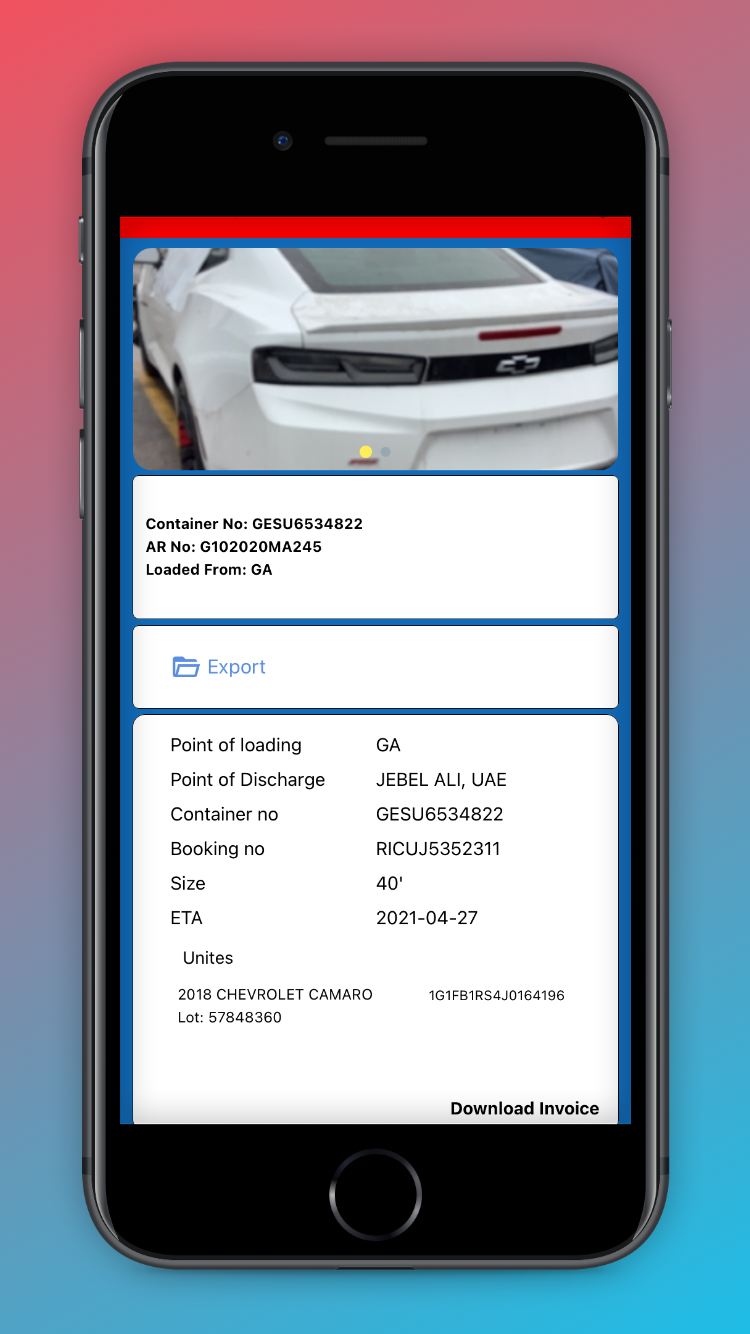 Container No: GESU6534822
AR No: G102020MA245
Loaded From: GA
Export
Point of loading GA
Point of Discharge JEBEL ALI, UAE
Container no GESU6534822
Booking no RICUJ5352311
Size 40'
ETA 2021-04-27
Unites
2018 CHEVROLET CAMARO 1G1FB1RS4J0164196
Lot: 57848360
Download Invoice